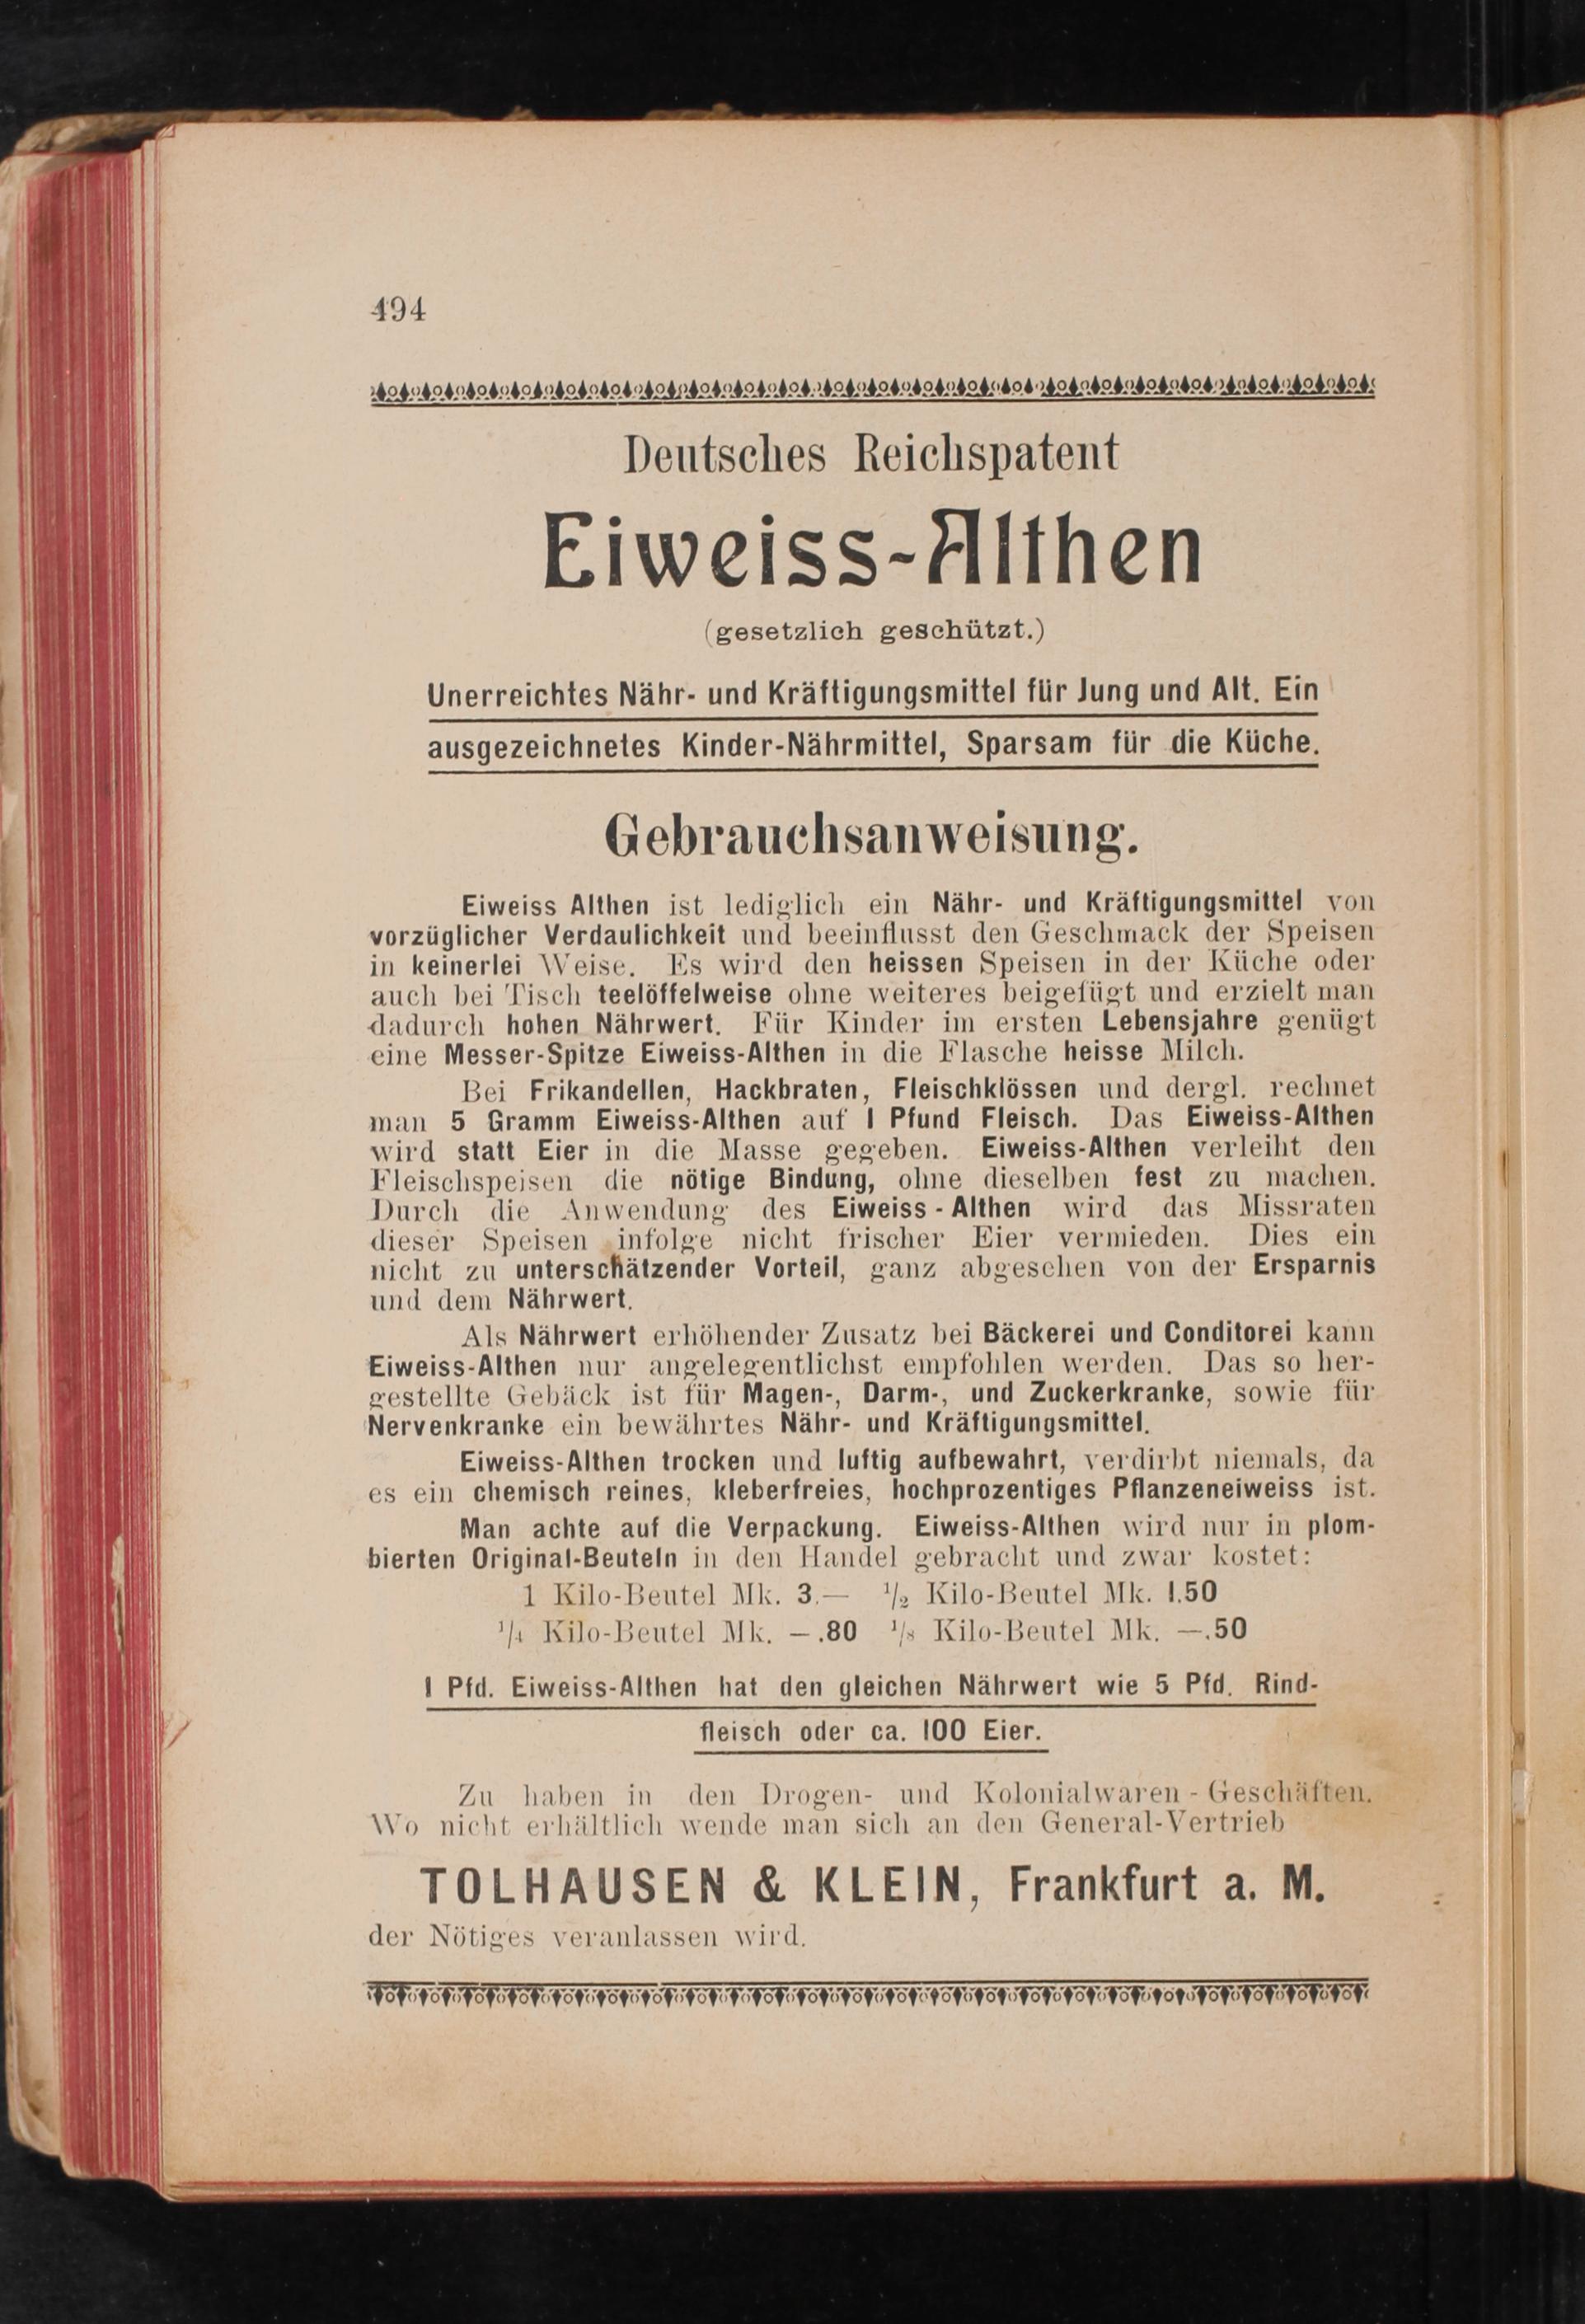 494
Deutsches Reichspatent
Eiweiss-Althen
(gesetzlich geschützt.)
Unerreichtes Nähr- und Kräftigungsmittel für Jung und Alt. Ein
ausgezeichnetes Kinder-Nährmittel, Sparsam für die Küche.
Gebrauchsanweisung.
Eiweiss Althen ist lediglich ein Nähr- und Kräftigungsmittel von
vorzüglicher Verdaulichkeit und beeinflusst den Geschmack der Speisen
in keinerlei Weise. Es wird den heissen Speisen in der Küche oder
auch bei Tisch teelöffelweise ohne weiteres beigefügt und erzielt man
dadurch hohen Nährwert. Für Kinder im ersten Lebensjahre genügt
eine Messer-Spitze Eiweiss-Althen in die Flasche heisse Milch.
Bei Frikandellen, Hackbraten, Fleischklössen und dergl. rechnet
man 5 Gramm Eiweiss-Althen auf 1 Pfund Fleisch. Das Eiweiss-Althen
wird statt Eier in die Masse gegeben. Eiweiss-Althen verleiht den
Fleischspeisen die nötige Bindung, ohne dieselben fest zu machen.
Durch die Anwendung des Eiweiss - Althen wird das Missraten
dieser Speisen infolge nicht frischer Eier vermieden. Dies ein
nicht zu unterschätzender Vorteil, ganz abgesehen von der Ersparnis
und dem Nährwert.
Als Nährwert erhöhender Zusatz bei Bäckerei und Conditorei kann
Eiweiss-Althen nur angelegentlichst empfohlen werden. Das so her-
gestellte Gebäck ist für Magen-, Darm-, und Zuckerkranke, sowie für
Nervenkranke ein bewährtes Nähr- und Kräftigungsmittel.
Eiweiss-Althen trocken und luftig aufbewahrt, verdirbt niemals, da
es ein chemisch reines, kleberfreies, hochprozentiges Pflanzeneiweiss ist.
Man achte auf die Verpackung. Eiweiss-Althen wird nur in plom-
bierten Original-Beuteln in den Handel gebracht und zwar kostet:
1 Kilo-Beutel Mk. 3.— 1/2 Kilo-Beutel Mk. 1.50
1/4 Kilo-Beutel Mk. —.80 1/8 Kilo-Beutel Mk. —.50
1 Pfd. Eiweiss-Althen hat den gleichen Nährwert wie 5 Pfd. Rind-
fleisch oder ca. 100 Eier.
Zu haben in den Drogen- und Kolonialwaren - Geschäften.
Wo nicht erhältlich wende man sich an den General-Vertrieb
TOLHAUSEN & KLEIN, Frankfurt a. M.
der Nötiges veranlassen wird.